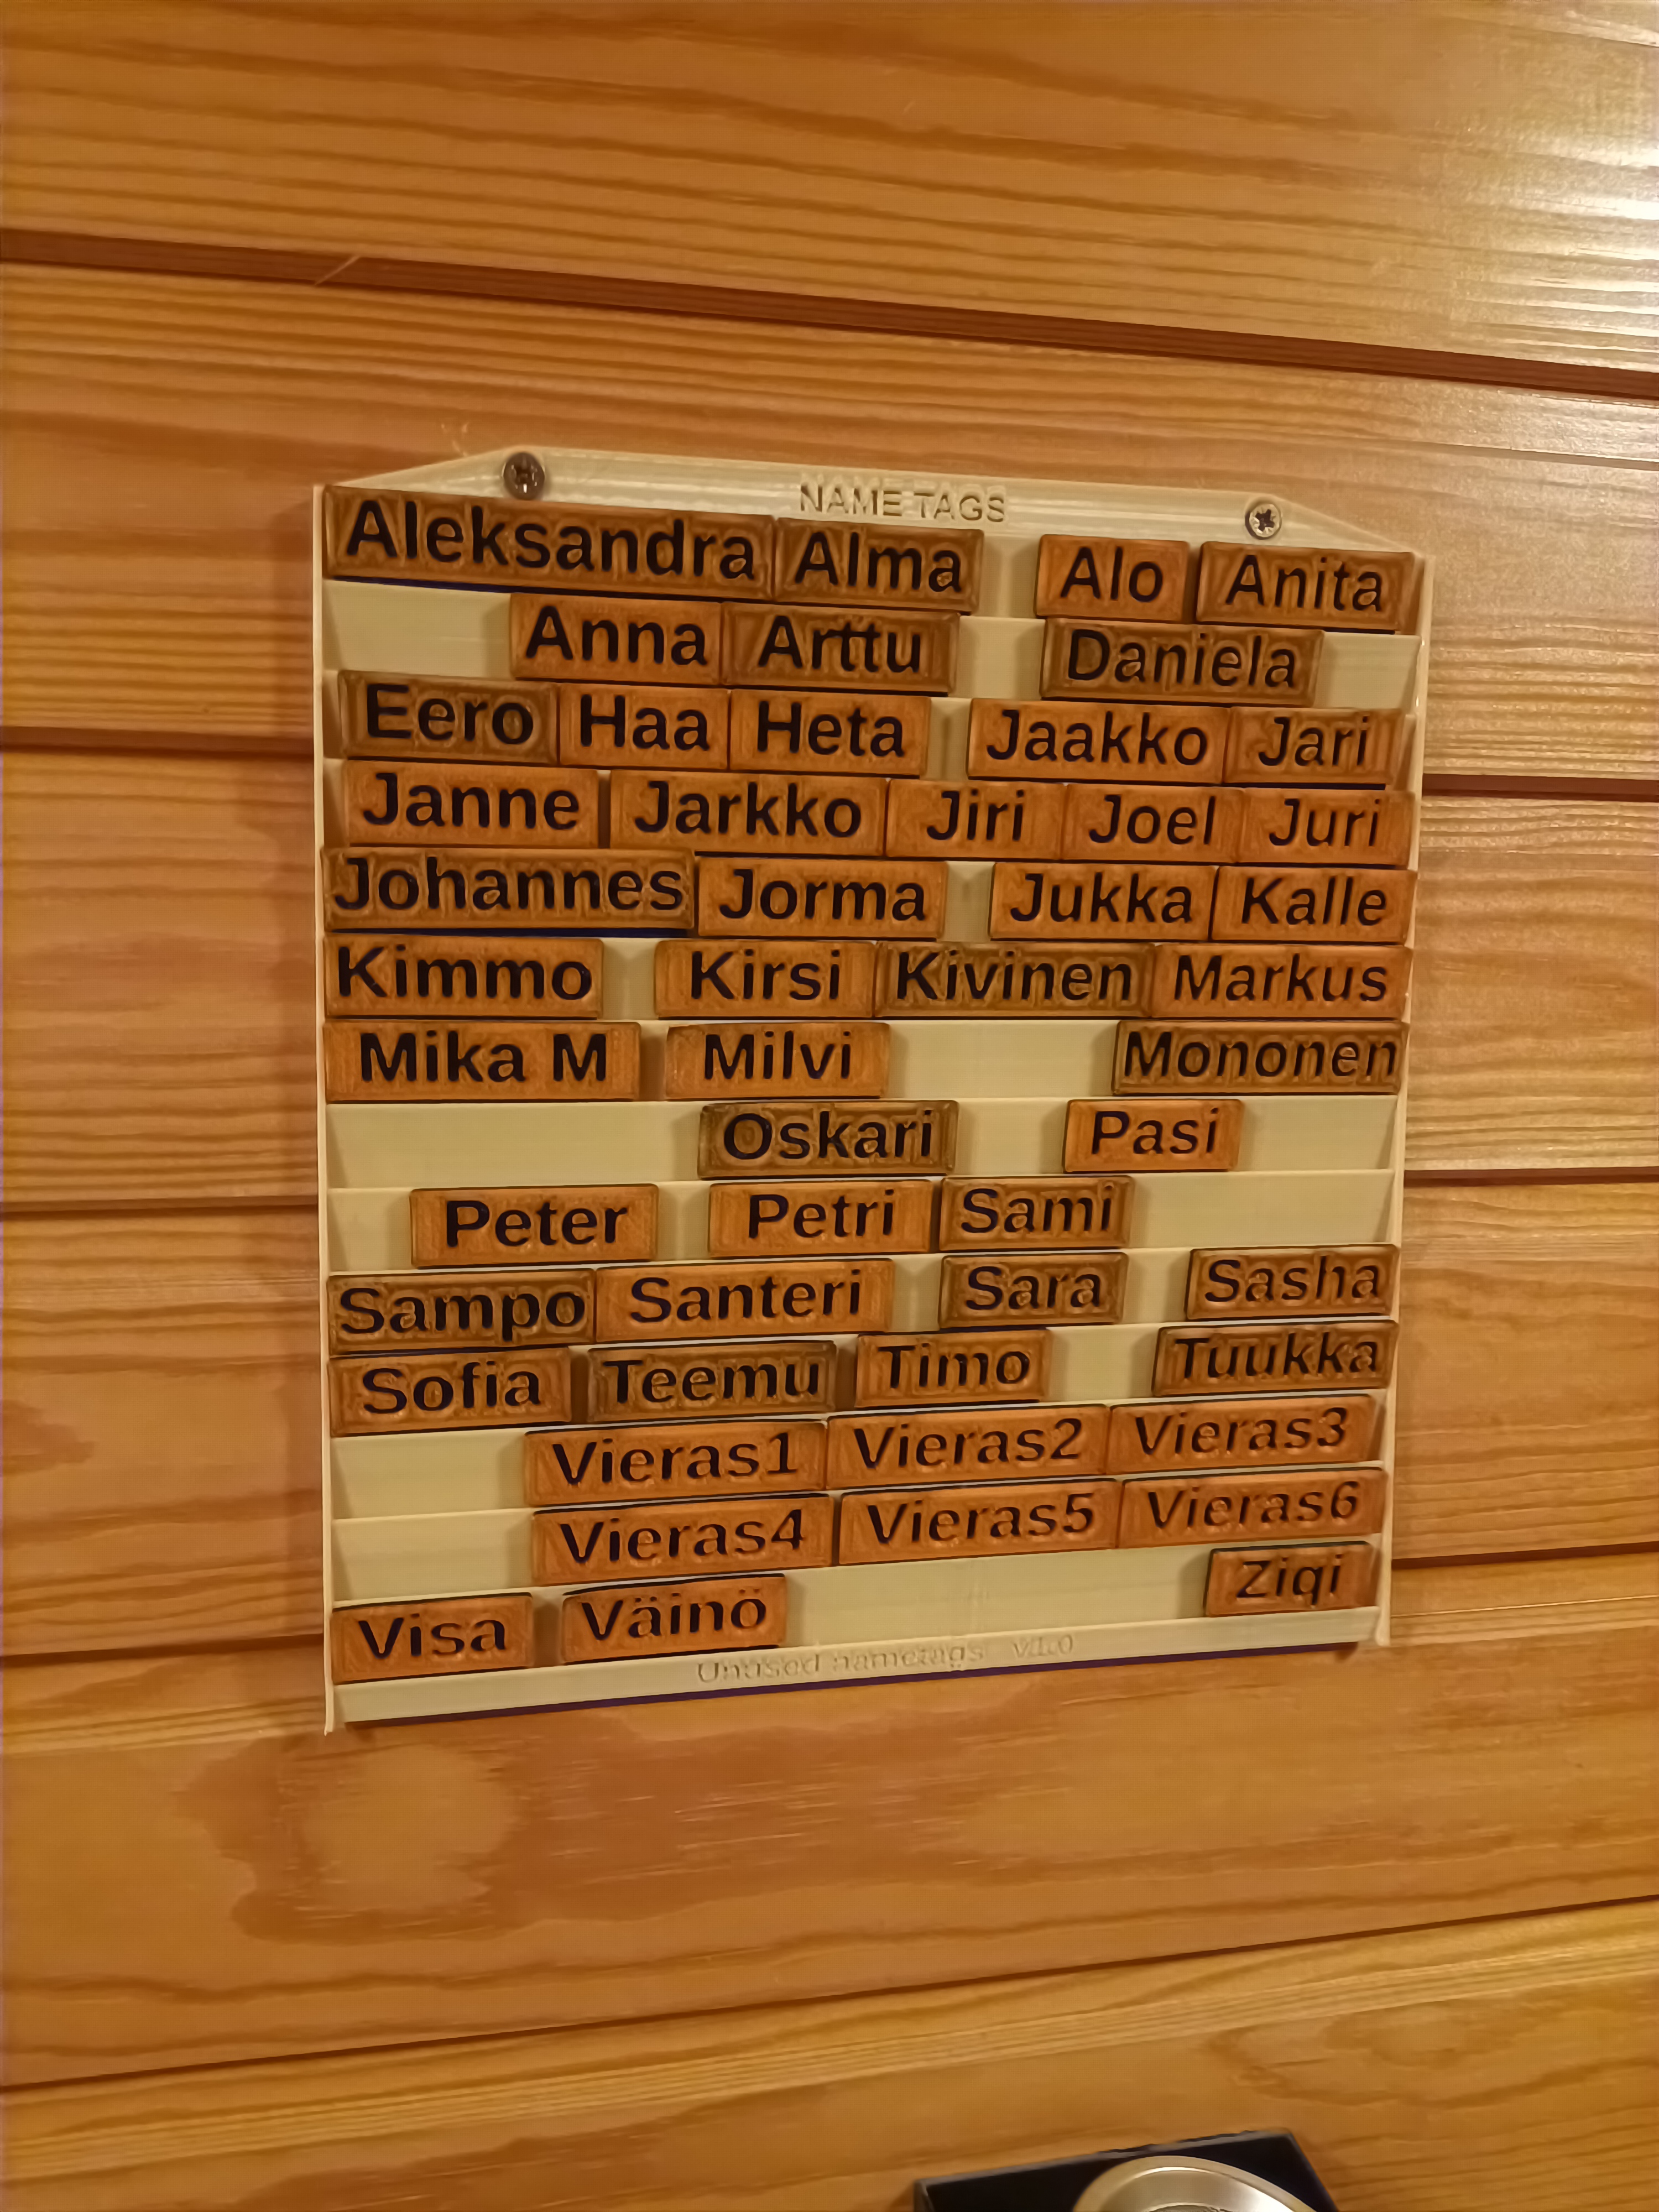 NAME TAGS
Aleksandra Alma Alo Anita
Anna Arttu Daniela
Eero Haa Heta Jaakko Jari
Janne Jarkko Jiri Joel Juri
Johannes Jorma Jukka Kalle
Kimmo Kirsi Kivinen Markus
Mika M Milvi Mononen
Oskari Pasi
Peter Petri Sami
Sampo Santeri Sara Sasha
Sofia Teemu Timo Tuukka
Vieras1 Vieras2 Vieras3
Vieras4 Vieras5 Vieras6
Visa Väinö Ziqi
Unused nametags v1.0